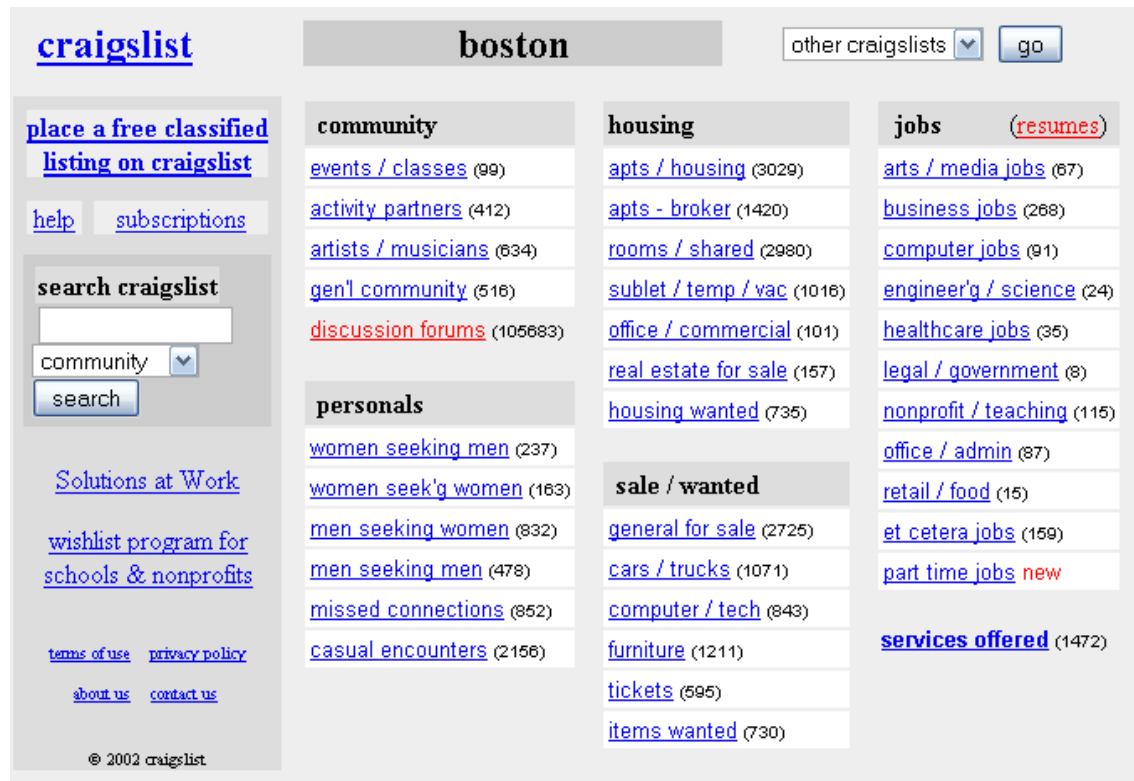 craigslist
boston
other craigslists
go
place a free classified
listing on craigslist
help subscriptions
search craigslist
community
search
Solutions at Work
wishlist program for
schools & nonprofits
terms of use privacy policy
about us contact us
© 2002 craigslist
community
events / classes (99)
activity partners (412)
artists / musicians (634)
gen'l community (516)
discussion forums (105683)
personals
women seeking men (237)
women seek'g women (163)
men seeking women (832)
men seeking men (478)
missed connections (852)
casual encounters (2156)
housing
apts / housing (3029)
apts - broker (1420)
rooms / shared (2980)
sublet / temp / vac (1016)
office / commercial (101)
real estate for sale (157)
housing wanted (735)
sale / wanted
general for sale (2725)
cars / trucks (1071)
computer / tech (843)
furniture (1211)
tickets (595)
items wanted (730)
jobs (resumes)
arts / media jobs (67)
business jobs (268)
computer jobs (91)
engineer'g / science (24)
healthcare jobs (35)
legal / government (8)
nonprofit / teaching (115)
office / admin (87)
retail / food (15)
et cetera jobs (159)
part time jobs new
services offered (1472)